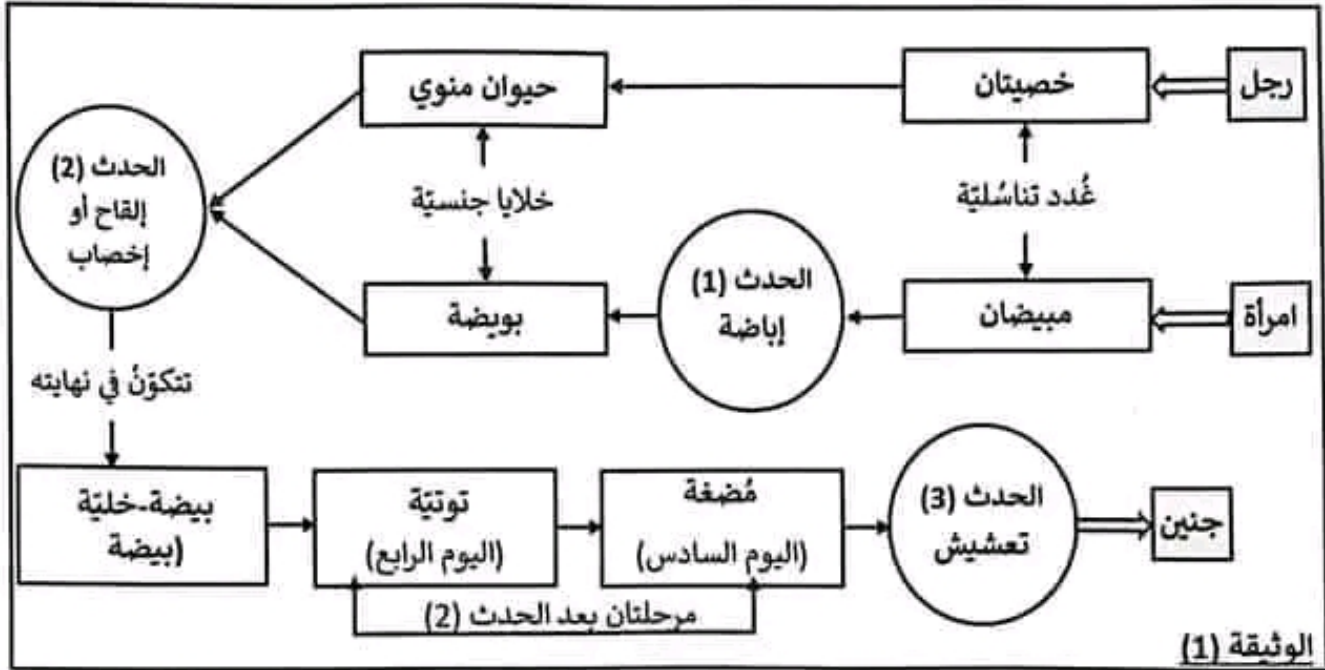 رجل
خصيتان
حيوان منوي
الحدث (2)
إلقاح أو
إخصاب
غُدد تناسُليّة
خلايا جنسيّة
امرأة
مبيضان
الحدث (1)
إباضة
بويضة
تتكوّنُ في نهايته
بيضة-خليّة
(بيضة
توتيّة
(اليوم الرابع)
مُضغة
(اليوم السادس)
الحدث (3)
تعشيش
جنين
مرحلتان بعد الحدث (2)
الوثيقة (1)